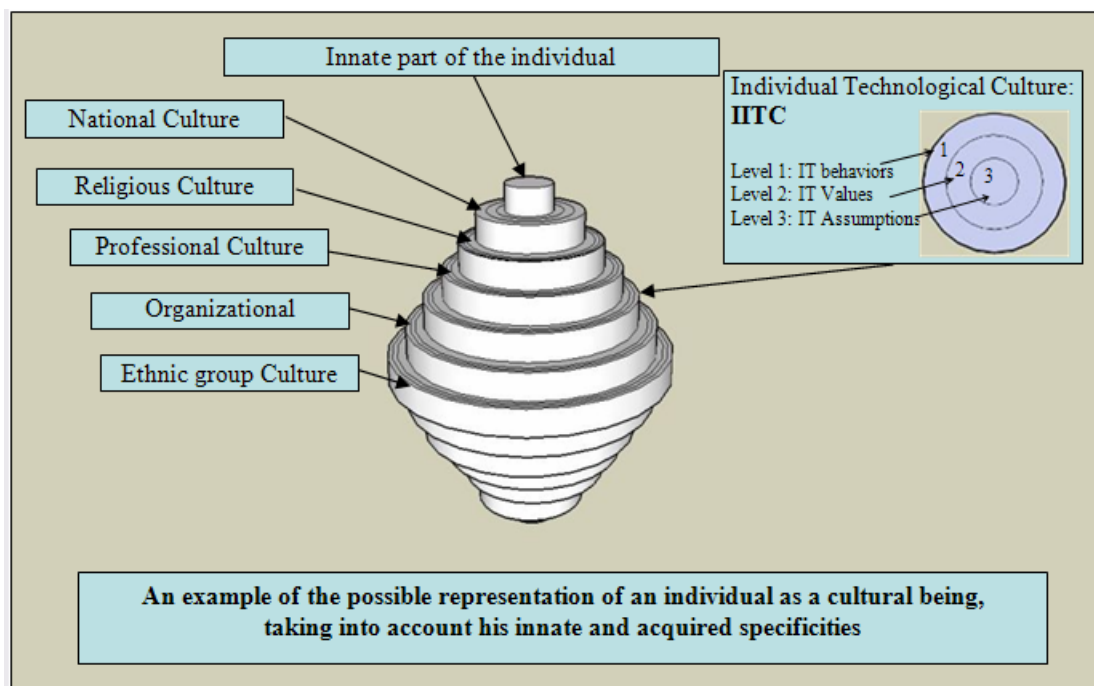 Innate part of the individual
National Culture
Religious Culture
Professional Culture
Organizational
Ethnic group Culture
Individual Technological Culture:
IITC
Level 1: IT behaviors
Level 2: IT Values
Level 3: IT Assumptions
1
2
3
An example of the possible representation of an individual as a cultural being,
taking into account his innate and acquired specificities